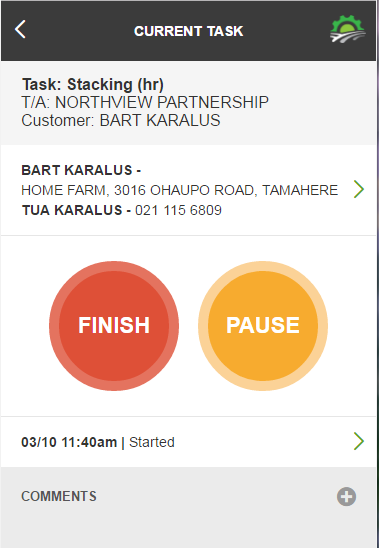 CURRENT TASK
Task: Stacking (hr)
T/A: NORTHVIEW PARTNERSHIP
Customer: BART KARALUS
BART KARALUS -
HOME FARM, 3016 OHAUPO ROAD, TAMAHERE
TUA KARALUS - 021 115 6809
FINISH
PAUSE
03/10 11:40am | Started
COMMENTS